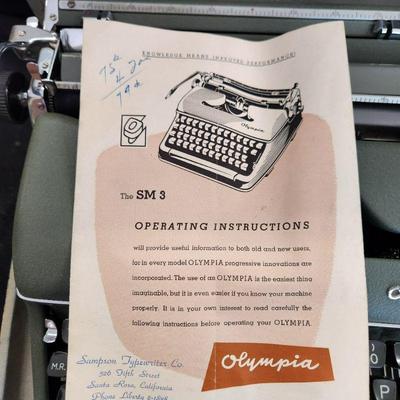 KNOWLEDGE MEANS IMPROVED PERFORMANCE!
Olympia
The SM 3
OPERATING INSTRUCTIONS
will provide useful information to both old and new users,
for in every model OLYMPIA progressive innovations are
incorporated. The use of an OLYMPIA is the easiest thing
imaginable, but it is even easier if you know your machine
properly. It is in your own interest to read carefully the
following instructions before operating your OLYMPIA.
Olympia
Sampson Typewriter Co.
526 Fifth Street
Santa Rosa, California
Phone Liberty
M.R.
P